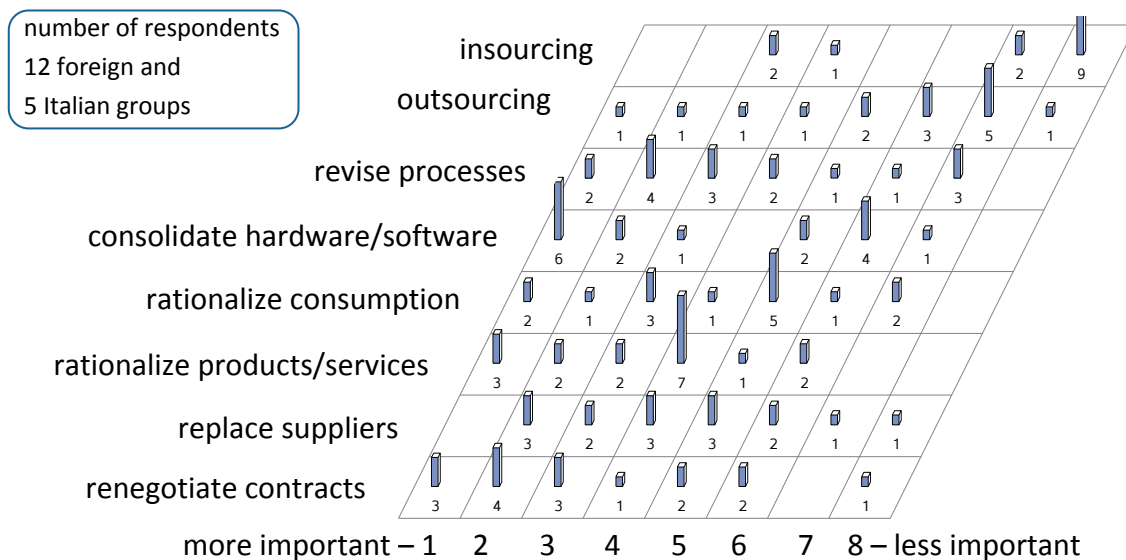 number of respondents
12 foreign and
5 Italian groups
insourcing
2 1 2 9
outsourcing
1 1 1 1 2 3 5 1
revise processes
2 4 3 2 1 1 3
consolidate hardware/software
6 2 1 2 4 1
rationalize consumption
2 1 3 1 5 1 2
rationalize products/services
3 2 2 7 1 2
replace suppliers
3 2 3 3 2 1 1
renegotiate contracts
3 4 3 1 2 2 1
more important – 1 2 3 4 5 6 7 8 – less important